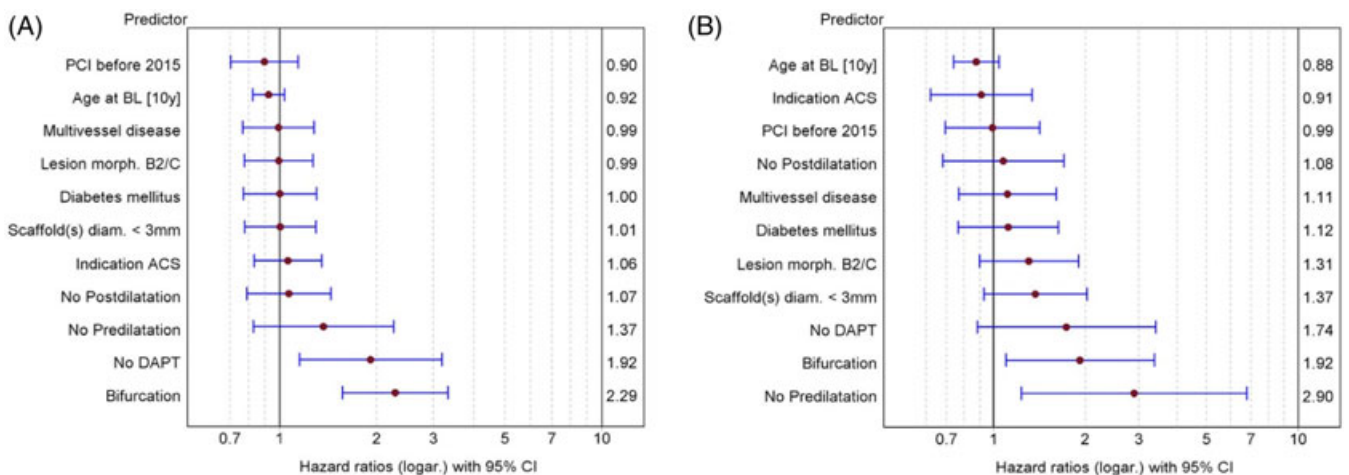 (A)
Predictor
PCI before 2015 0.90
Age at BL [10y] 0.92
Multivessel disease 0.99
Lesion morph. B2/C 0.99
Diabetes mellitus 1.00
Scaffold(s) diam. < 3mm 1.01
Indication ACS 1.06
No Postdilatation 1.07
No Predilatation 1.37
No DAPT 1.92
Bifurcation 2.29
0.7 1 2 3 5 7 10
Hazard ratios (logar.) with 95% CI
(B)
Predictor
Age at BL [10y] 0.88
Indication ACS 0.91
PCI before 2015 0.99
No Postdilatation 1.08
Multivessel disease 1.11
Diabetes mellitus 1.12
Lesion morph. B2/C 1.31
Scaffold(s) diam. < 3mm 1.37
No DAPT 1.74
Bifurcation 1.92
No Predilatation 2.90
0.7 1 2 3 5 7 10
Hazard ratios (logar.) with 95% CI